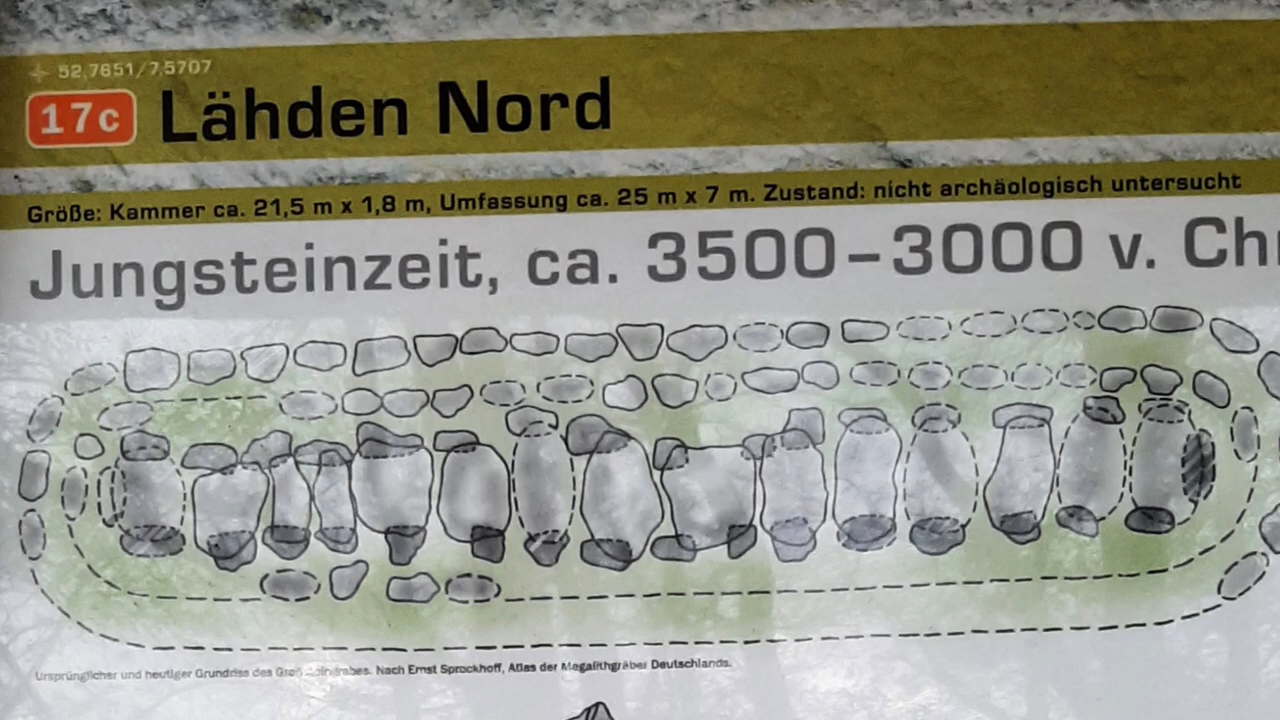 52,7651/7,5707
17c Lähden Nord
Größe: Kammer ca. 21,5 m x 1,8 m, Umfassung ca. 25 m x 7 m. Zustand: nicht archäologisch untersucht
Jungsteinzeit, ca. 3500–3000 v. Ch
Ursprünglicher und heutiger Grundriss des Großsteingrabes. Nach Ernst Sprockhoff, Atlas der Megalithgräber Deutschlands.